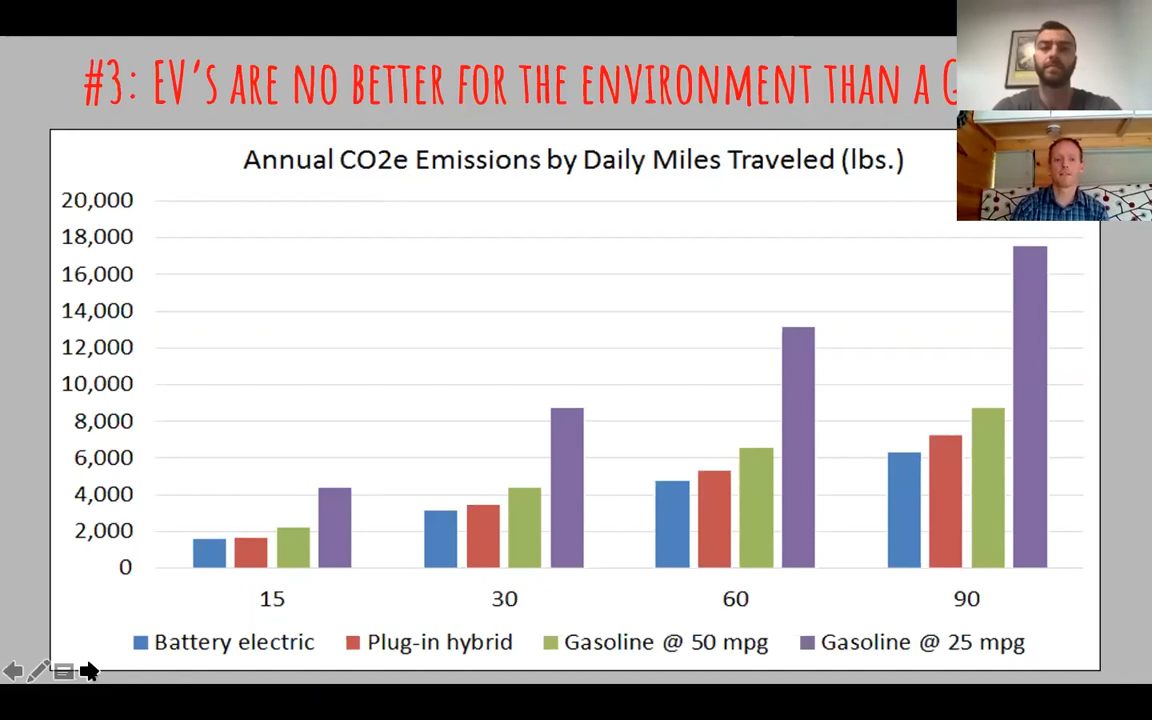 #3: EV'S ARE NO BETTER FOR THE ENVIRONMENT THAN A
Annual CO2e Emissions by Daily Miles Traveled (lbs.)
20,000
18,000
16,000
14,000
12,000
10,000
8,000
6,000
4,000
2,000
0
15 30 60 90
Battery electric Plug-in hybrid Gasoline @ 50 mpg Gasoline @ 25 mpg